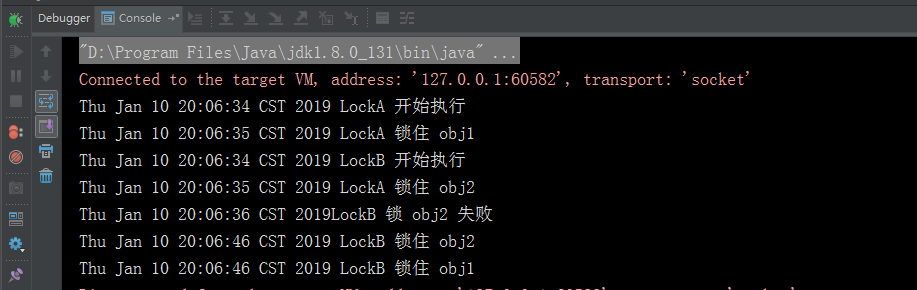 Debugger Console
"D:\Program Files\Java\jdk1.8.0_131\bin\java" ...
Connected to the target VM, address: '127.0.0.1:60582', transport: 'socket'
Thu Jan 10 20:06:34 CST 2019 LockA 开始执行
Thu Jan 10 20:06:35 CST 2019 LockA 锁住 obj1
Thu Jan 10 20:06:34 CST 2019 LockB 开始执行
Thu Jan 10 20:06:35 CST 2019 LockA 锁住 obj2
Thu Jan 10 20:06:36 CST 2019LockB 锁 obj2 失败
Thu Jan 10 20:06:46 CST 2019 LockB 锁住 obj2
Thu Jan 10 20:06:46 CST 2019 LockB 锁住 obj1